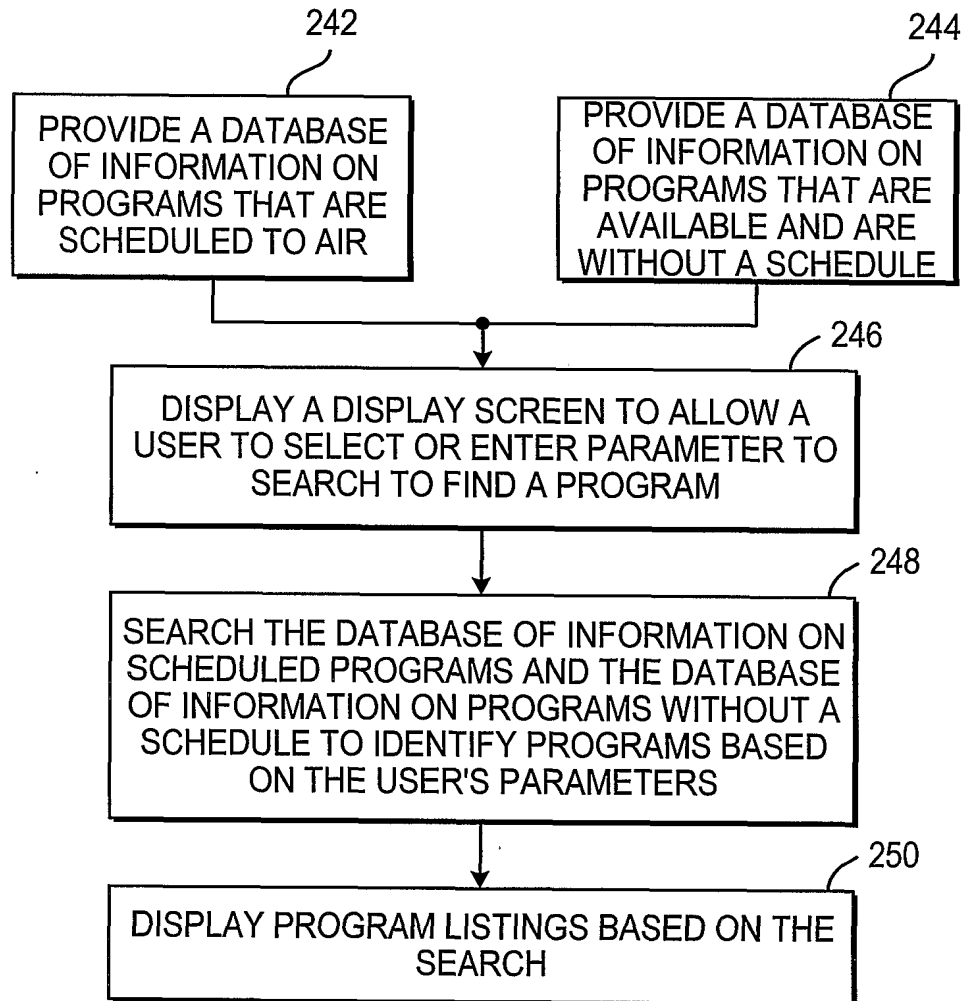 242
244
PROVIDE A DATABASE
OF INFORMATION ON
PROGRAMS THAT ARE
SCHEDULED TO AIR
PROVIDE A DATABASE
OF INFORMATION ON
PROGRAMS THAT ARE
AVAILABLE AND ARE
WITHOUT A SCHEDULE
246
DISPLAY A DISPLAY SCREEN TO ALLOW A
USER TO SELECT OR ENTER PARAMETER TO
SEARCH TO FIND A PROGRAM
248
SEARCH THE DATABASE OF INFORMATION ON
SCHEDULED PROGRAMS AND THE DATABASE
OF INFORMATION ON PROGRAMS WITHOUT A
SCHEDULE TO IDENTIFY PROGRAMS BASED
ON THE USER'S PARAMETERS
250
DISPLAY PROGRAM LISTINGS BASED ON THE
SEARCH